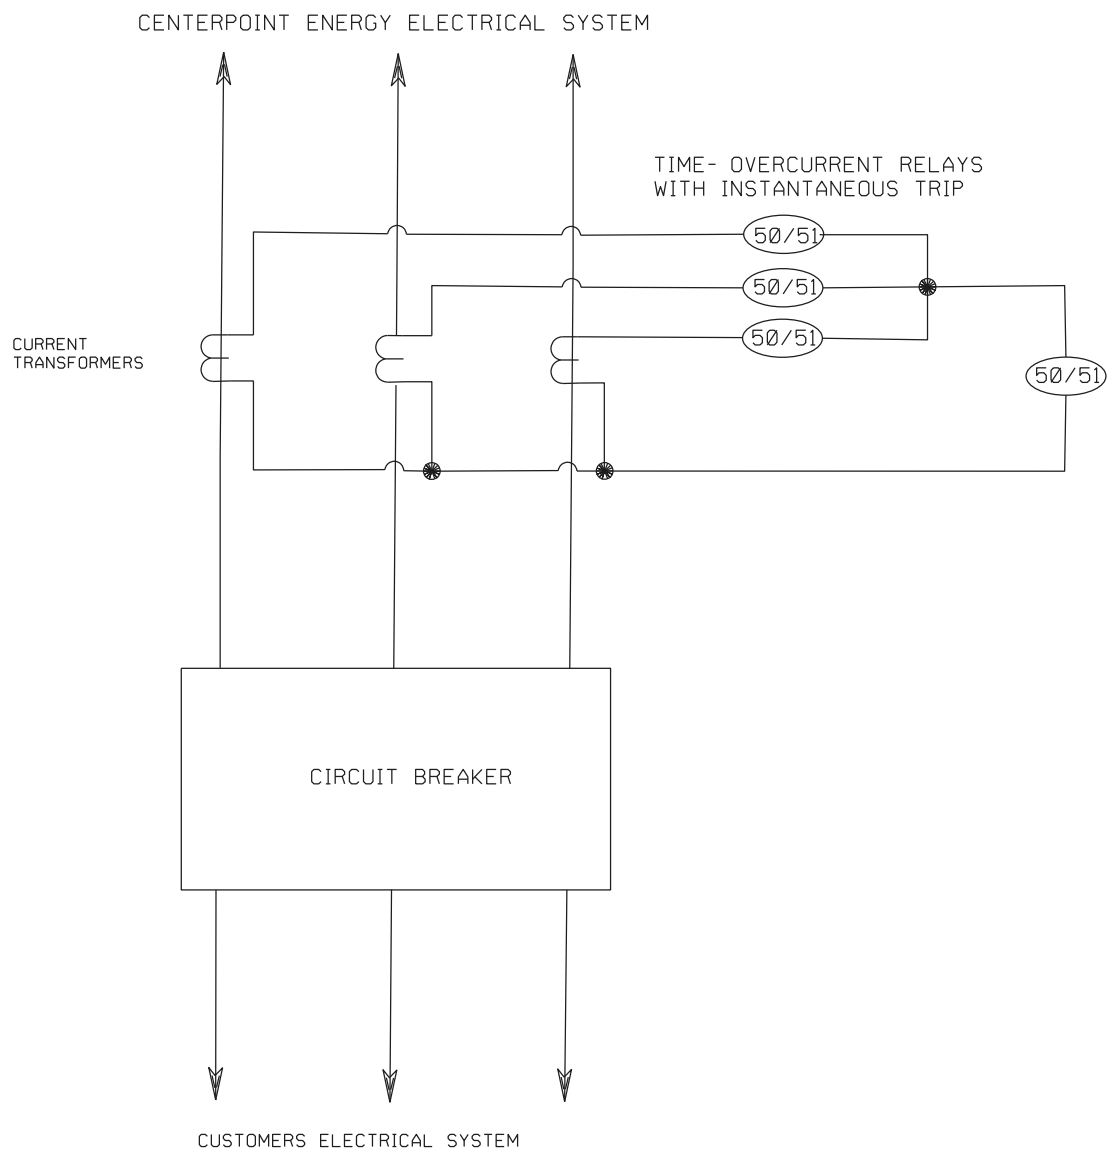 CENTERPOINT ENERGY ELECTRICAL SYSTEM
TIME- OVERCURRENT RELAYS
WITH INSTANTANEOUS TRIP
50/51
50/51
50/51
CURRENT
TRANSFORMERS
50/51
CIRCUIT BREAKER
CUSTOMERS ELECTRICAL SYSTEM